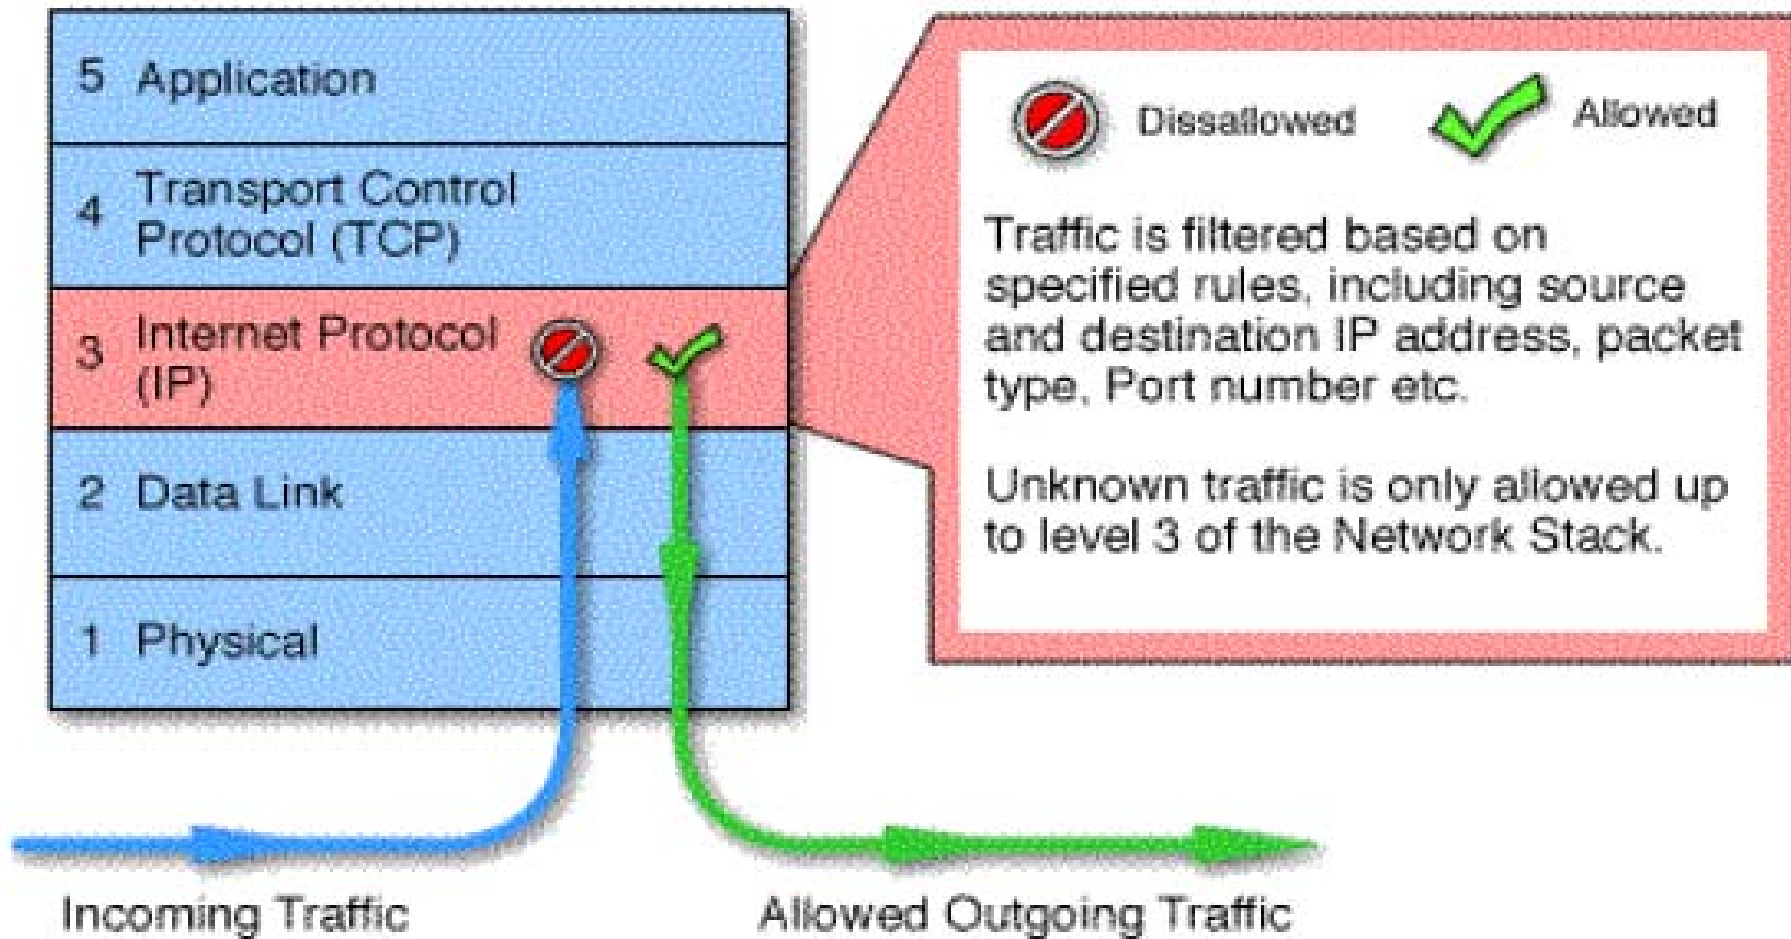 5 Application
4 Transport Control
Protocol (TCP)
3 Internet Protocol
(IP)
2 Data Link
1 Physical
Incoming Traffic
Allowed Outgoing Traffic
Dissallowed
Allowed
Traffic is filtered based on
specified rules, including source
and destination IP address, packet
type, Port number etc.
Unknown traffic is only allowed up
to level 3 of the Network Stack.